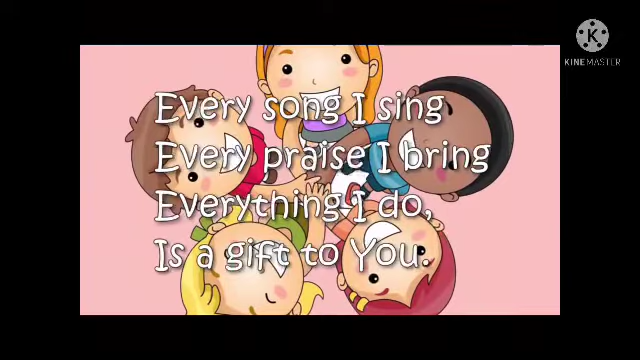 Every song I sing
Every praise I bring
Everything I do,
Is a gift to You.
KINEMASTER